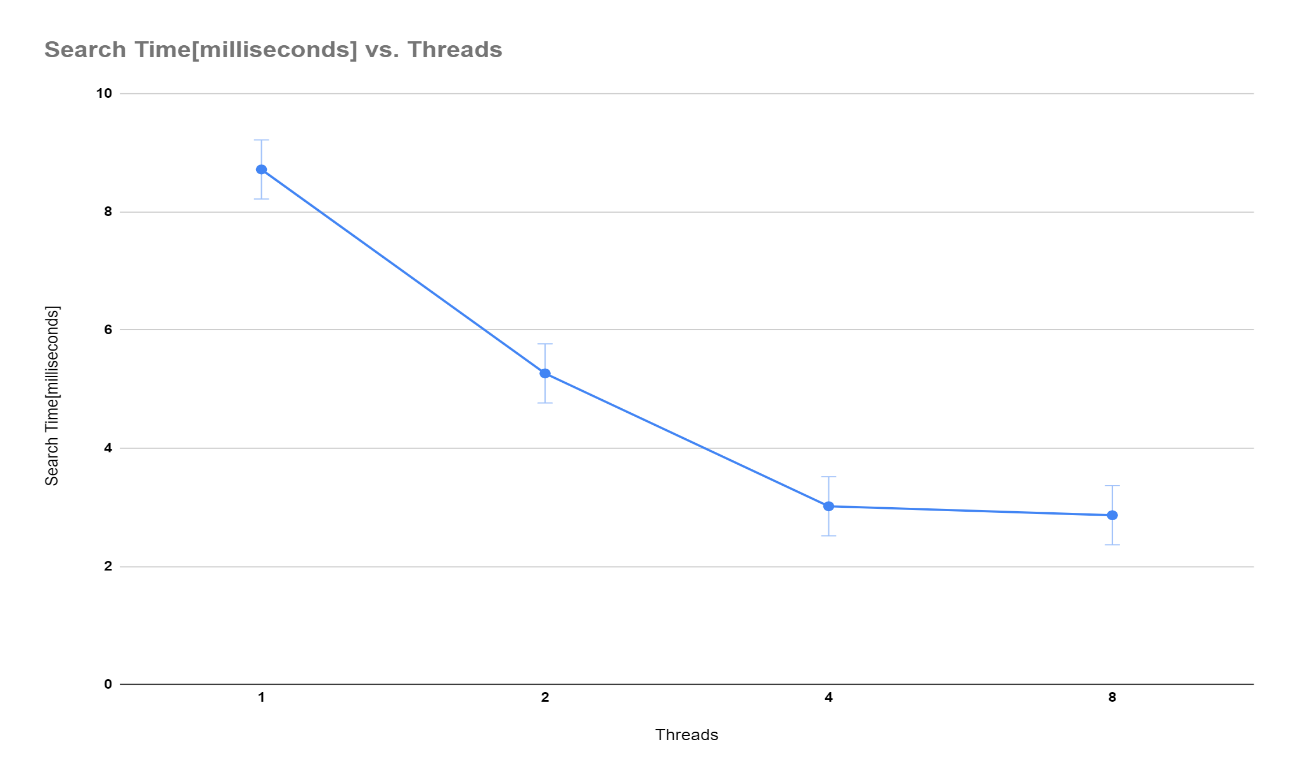 Search Time[milliseconds] vs. Threads
10
8
6
4
2
0
Search Time[milliseconds]
1 2 4 8
Threads